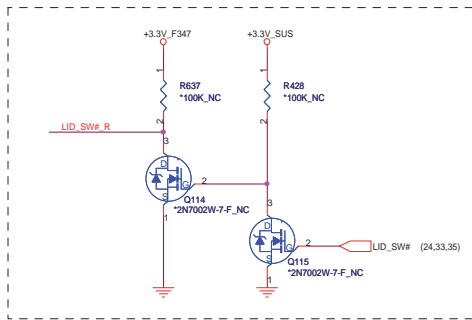 +3.3V_F347
+3.3V_SUS
1
1
R637
*100K_NC
R428
*100K_NC
2
2
LID_SW#_R
3
D
G
2
S
Q114
*2N7002W-7-F_NC
1
3
D
G
2
LID_SW# (24,33,35)
S
Q115
*2N7002W-7-F_NC
1